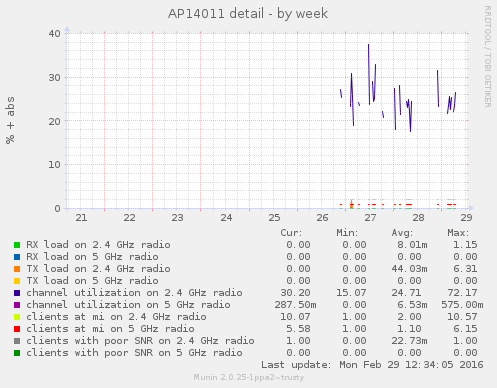 AP14011 detail - by week
RRDTOOL / TOBI OETIKER
% + abs
40
30
20
10
0
21 22 23 24 25 26 27 28 29
Cur: Min: Avg: Max:
RX load on 2.4 GHz radio 0.00 0.00 8.01m 1.15
RX load on 5 GHz radio 0.00 0.00 0.00 0.00
TX load on 2.4 GHz radio 0.00 0.00 44.03m 6.31
TX load on 5 GHz radio 0.00 0.00 0.00 0.00
channel utilization on 2.4 GHz radio 30.20 15.07 24.71 72.17
channel utilization on 5 GHz radio 287.50m 0.00 6.53m 575.00m
clients at mi on 2.4 GHz radio 10.07 1.00 2.00 10.57
clients at mi on 5 GHz radio 5.58 1.00 1.10 6.15
clients with poor SNR on 2.4 GHz radio 1.00 0.00 22.73m 1.00
clients with poor SNR on 5 GHz radio 0.00 0.00 0.00 0.00
Last update: Mon Feb 29 12:34:05 2016
Munin 2.0.25-1ppa2~trusty